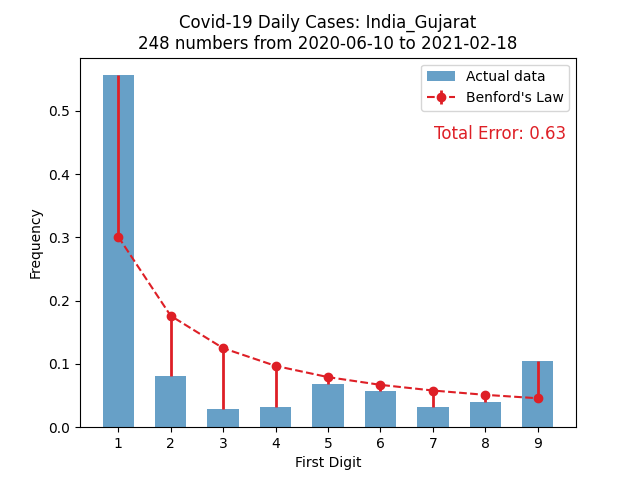 Covid-19 Daily Cases: India_Gujarat
248 numbers from 2020-06-10 to 2021-02-18
Actual data
Benford's Law
Total Error: 0.63
Frequency
0.5
0.4
0.3
0.2
0.1
0.0
1 2 3 4 5 6 7 8 9
First Digit